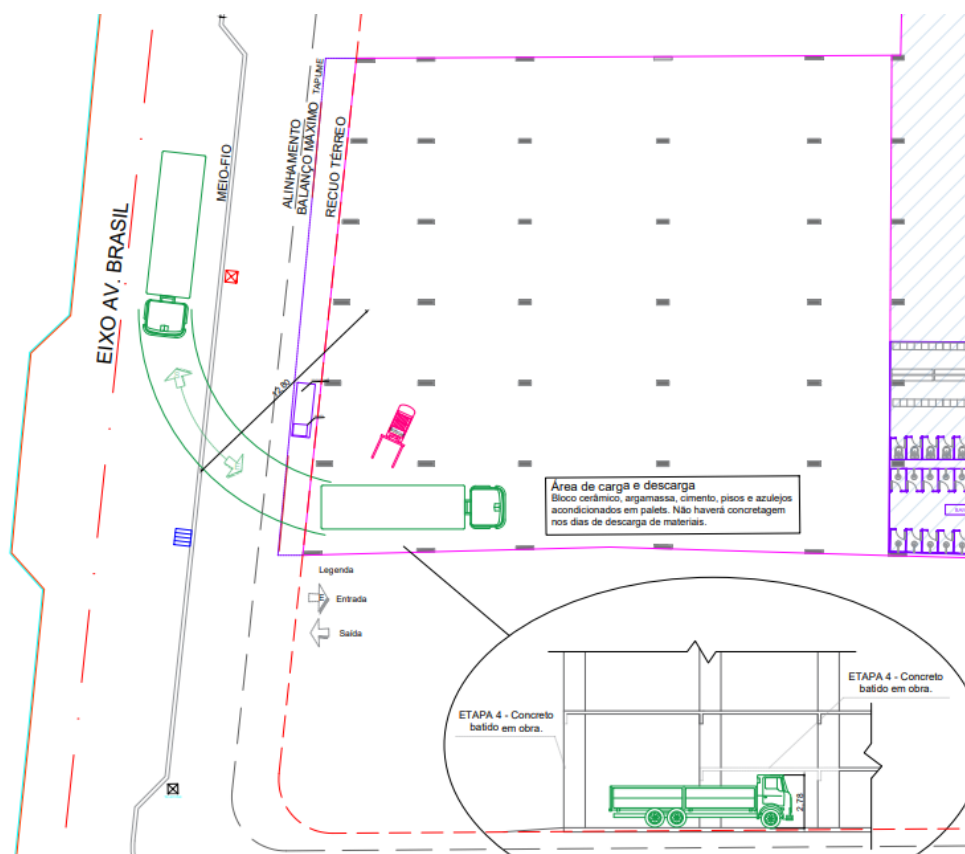 EIXO AV. BRASIL
MEIO-FIO
ALINHAMENTO
BALANÇO MÁXIMO
TAPUME
RECUO TÉRREO
12,80
Área de carga e descarga
Bloco cerâmico, argamassa, cimento, pisos e azulejos
acondicionados em palets. Não haverá concretagem
nos dias de descarga de materiais.
Legenda
E
Entrada
Saída
ETAPA 4 - Concreto
batido em obra.
ETAPA 4 - Concreto
batido em obra.
2,78